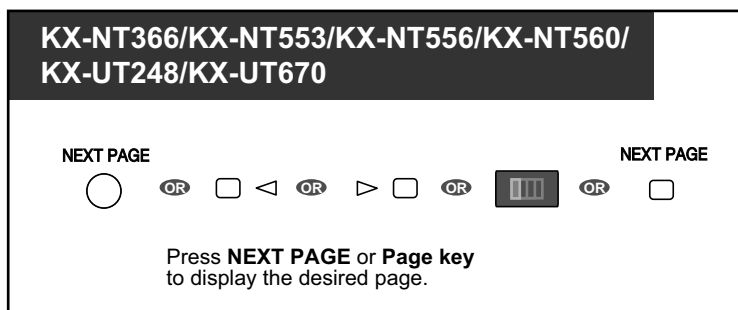 KX-NT366/KX-NT553/KX-NT556/KX-NT560/
KX-UT248/KX-UT670
NEXT PAGE NEXT PAGE
OR OR OR OR
Press NEXT PAGE or Page key
to display the desired page.